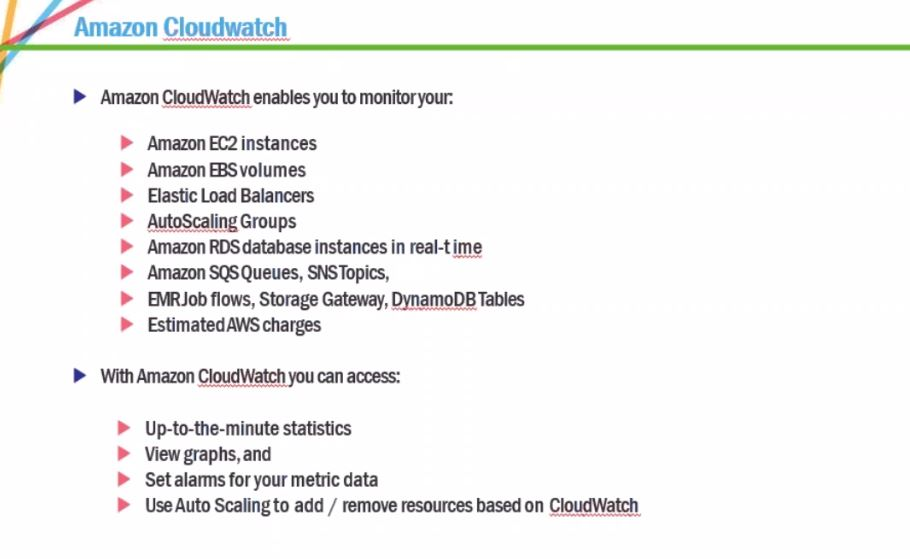 Amazon Cloudwatch
Amazon CloudWatch enables you to monitor your:
Amazon EC2 instances
Amazon EBS volumes
Elastic Load Balancers
AutoScaling Groups
Amazon RDS database instances in real-t ime
Amazon SQS Queues, SNS Topics,
EMR Job flows, Storage Gateway, DynamoDB Tables
Estimated AWS charges
With Amazon CloudWatch you can access:
Up-to-the-minute statistics
View graphs, and
Set alarms for your metric data
Use Auto Scaling to add / remove resources based on CloudWatch